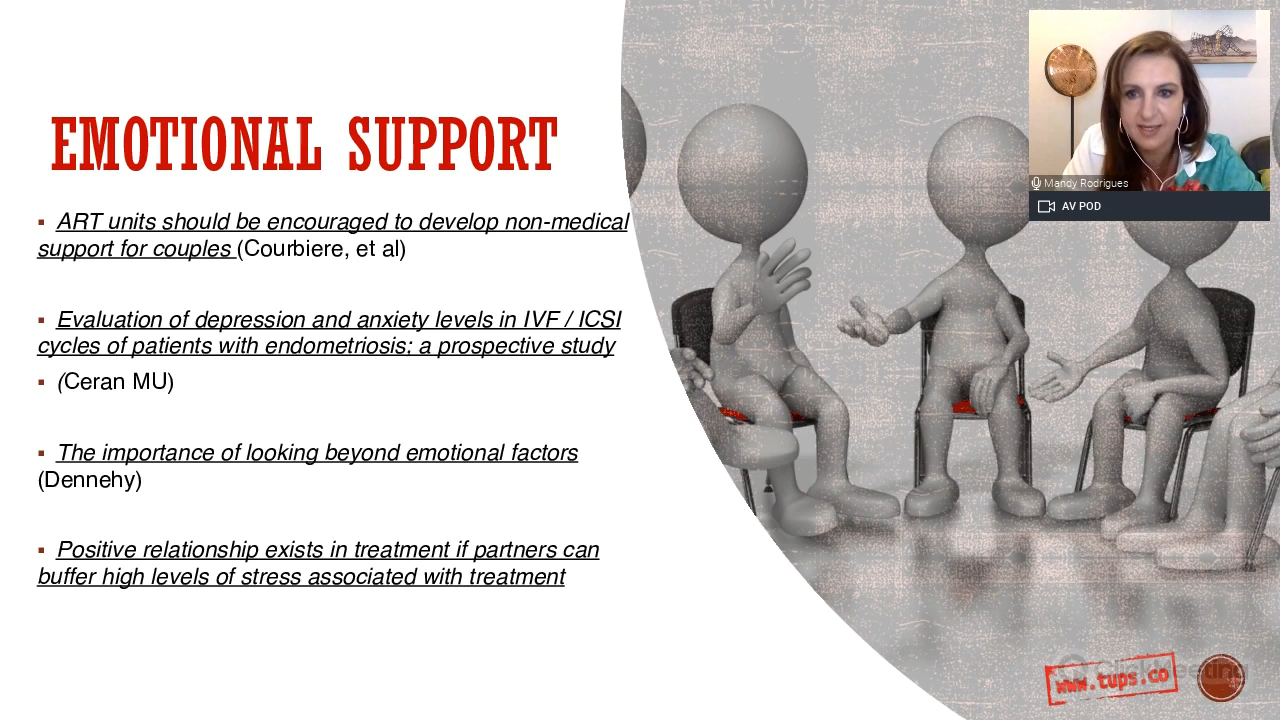 EMOTIONAL SUPPORT
▪ ART units should be encouraged to develop non-medical
support for couples (Courbiere, et al)
▪ Evaluation of depression and anxiety levels in IVF / ICSI
cycles of patients with endometriosis; a prospective study
▪ (Ceran MU)
▪ The importance of looking beyond emotional factors
(Dennehy)
▪ Positive relationship exists in treatment if partners can
buffer high levels of stress associated with treatment
Mandy Rodrigues
AV POD
ClickMeeting
www.tups.co